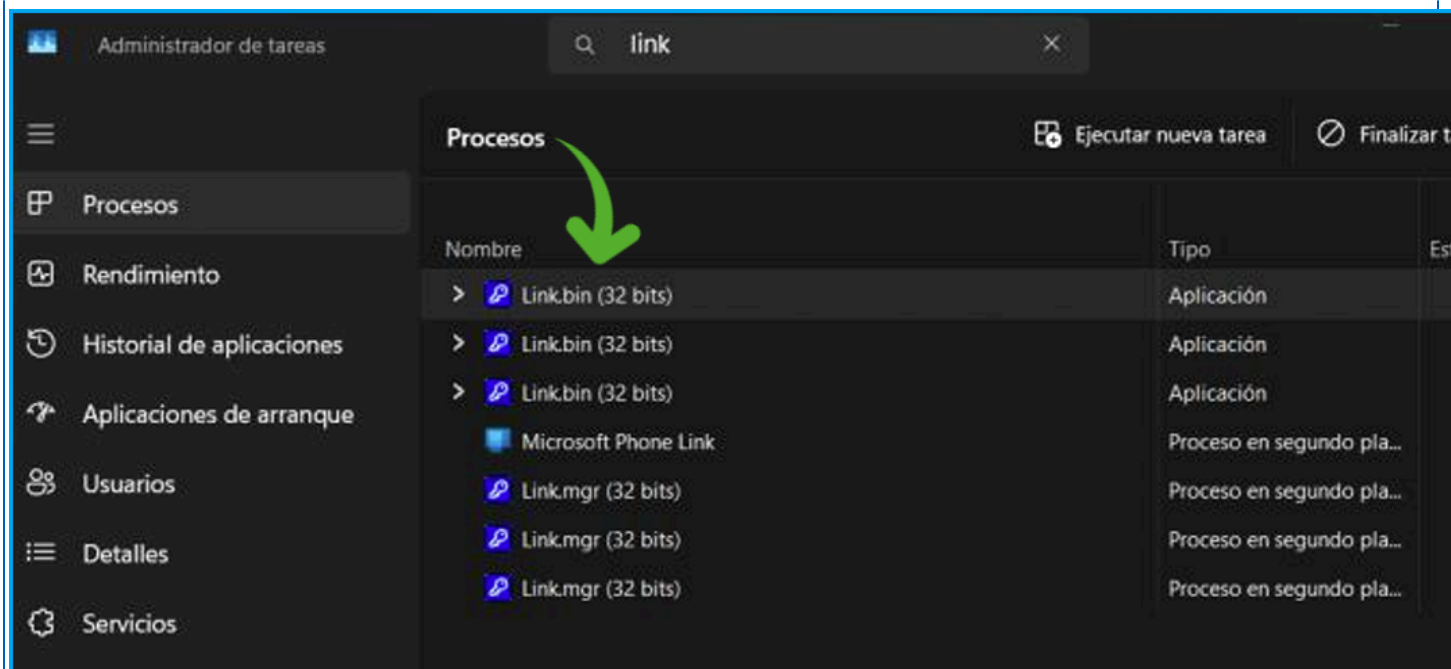 Administrador de tareas
link
Procesos
Ejecutar nueva tarea
Finalizar t
Procesos
Rendimiento
Historial de aplicaciones
Aplicaciones de arranque
Usuarios
Detalles
Servicios
Nombre
Tipo
Es
Link.bin (32 bits)
Aplicación
Link.bin (32 bits)
Aplicación
Link.bin (32 bits)
Aplicación
Microsoft Phone Link
Proceso en segundo pla...
Link.mgr (32 bits)
Proceso en segundo pla...
Link.mgr (32 bits)
Proceso en segundo pla...
Link.mgr (32 bits)
Proceso en segundo pla...